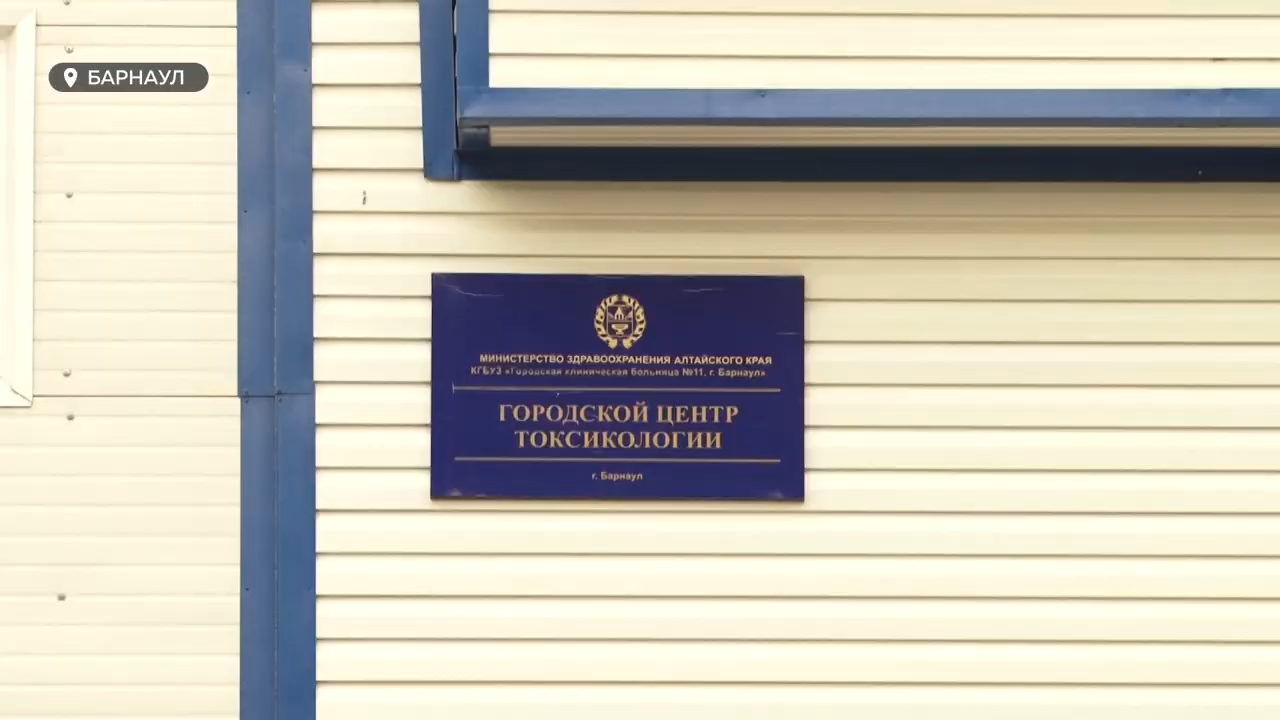 БАРНАУЛ
МИНИСТЕРСТВО ЗДРАВООХРАНЕНИЯ АЛТАЙСКОГО КРАЯ
КГБУЗ «Городская клиническая больница №11, г. Барнаул»
ГОРОДСКОЙ ЦЕНТР
ТОКСИКОЛОГИИ
г. Барнаул